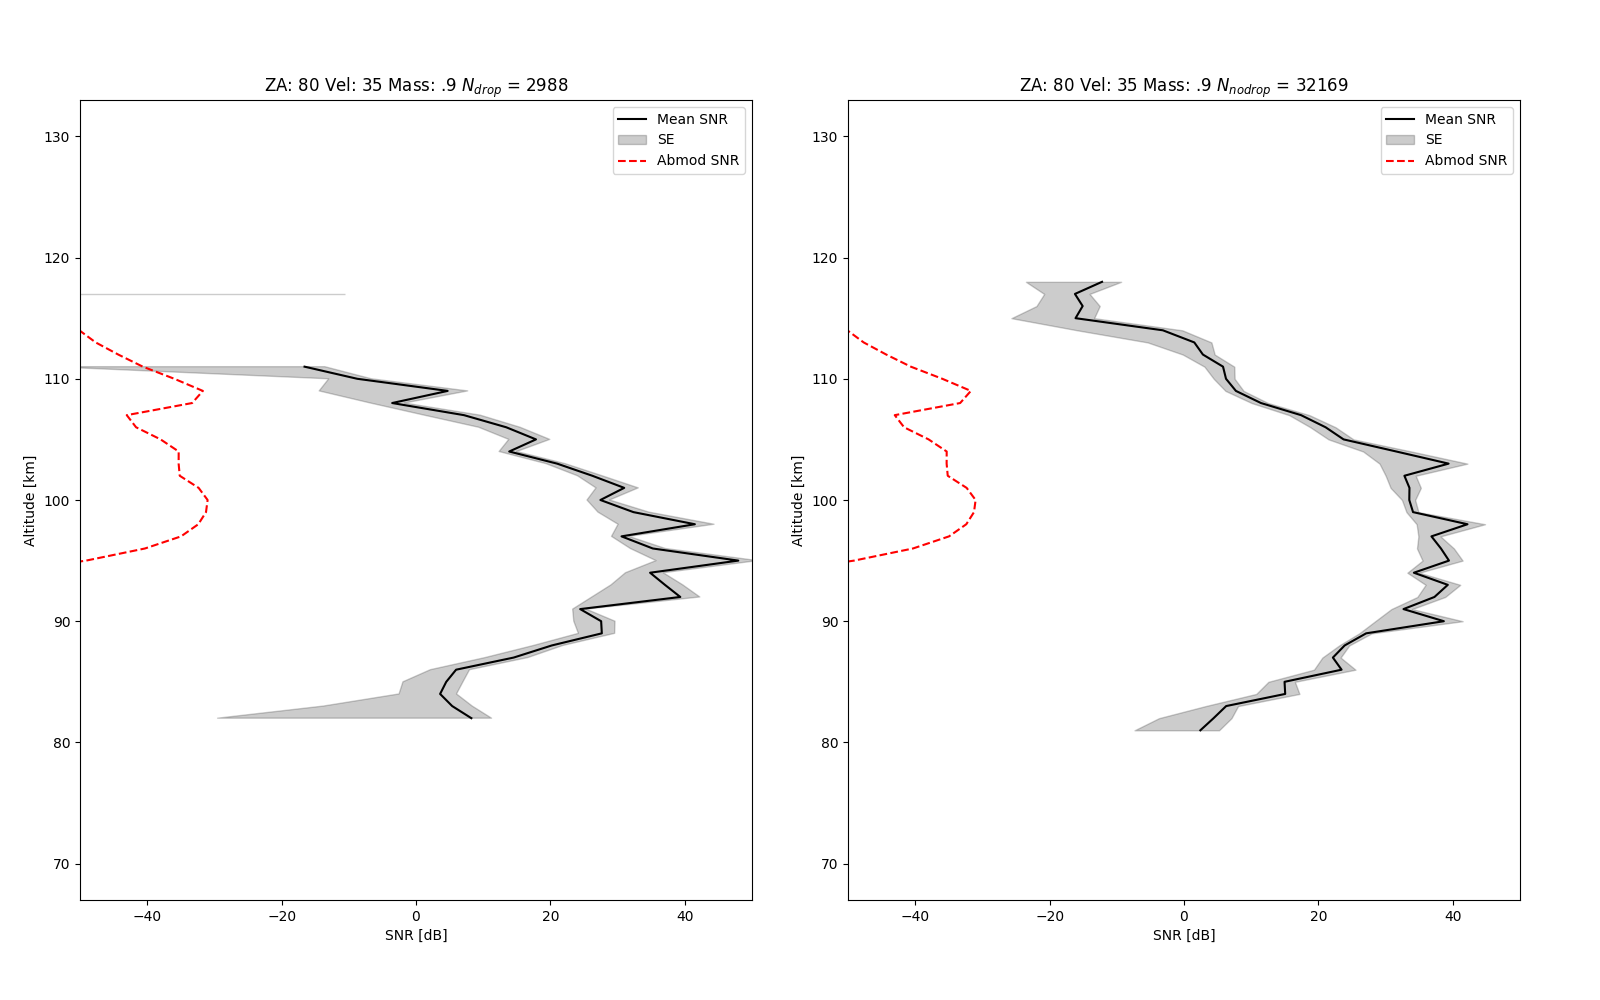 ZA: 80 Vel: 35 Mass: .9 N_drop = 2988
Mean SNR
SE
Abmod SNR
130
120
110
100
90
80
70
Altitude [km]
−40 −20 0 20 40
SNR [dB]
ZA: 80 Vel: 35 Mass: .9 N_nodrop = 32169
Mean SNR
SE
Abmod SNR
130
120
110
100
90
80
70
Altitude [km]
−40 −20 0 20 40
SNR [dB]